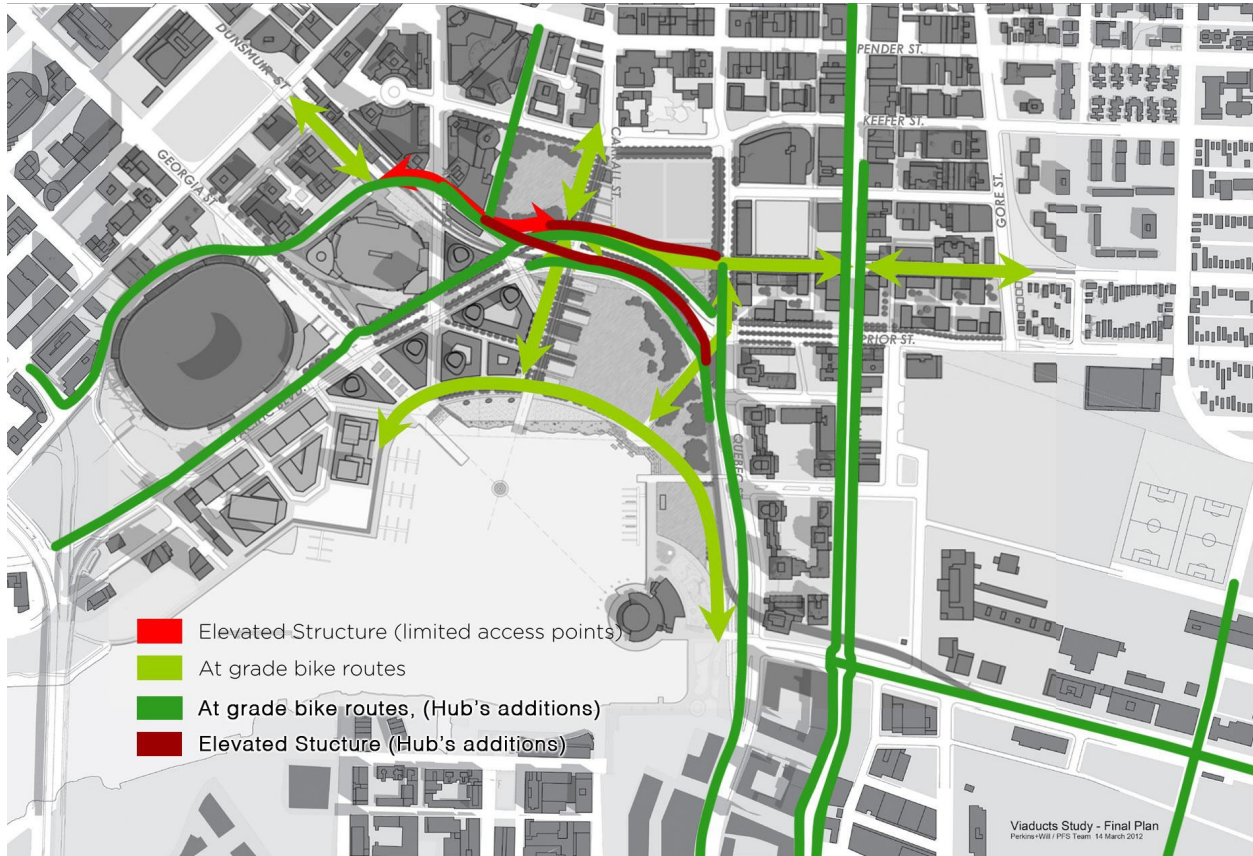 DUNSMUIR ST.
PENDER ST.
KEEFER ST.
GEORGIA ST.
CARRALL ST.
GORE ST.
PRIOR ST.
Elevated Structure (limited access points)
At grade bike routes
At grade bike routes, (Hub's additions)
Elevated Stucture (Hub's additions)
Viaducts Study - Final Plan
Perkins+Will / PFS Team 14 March 2012